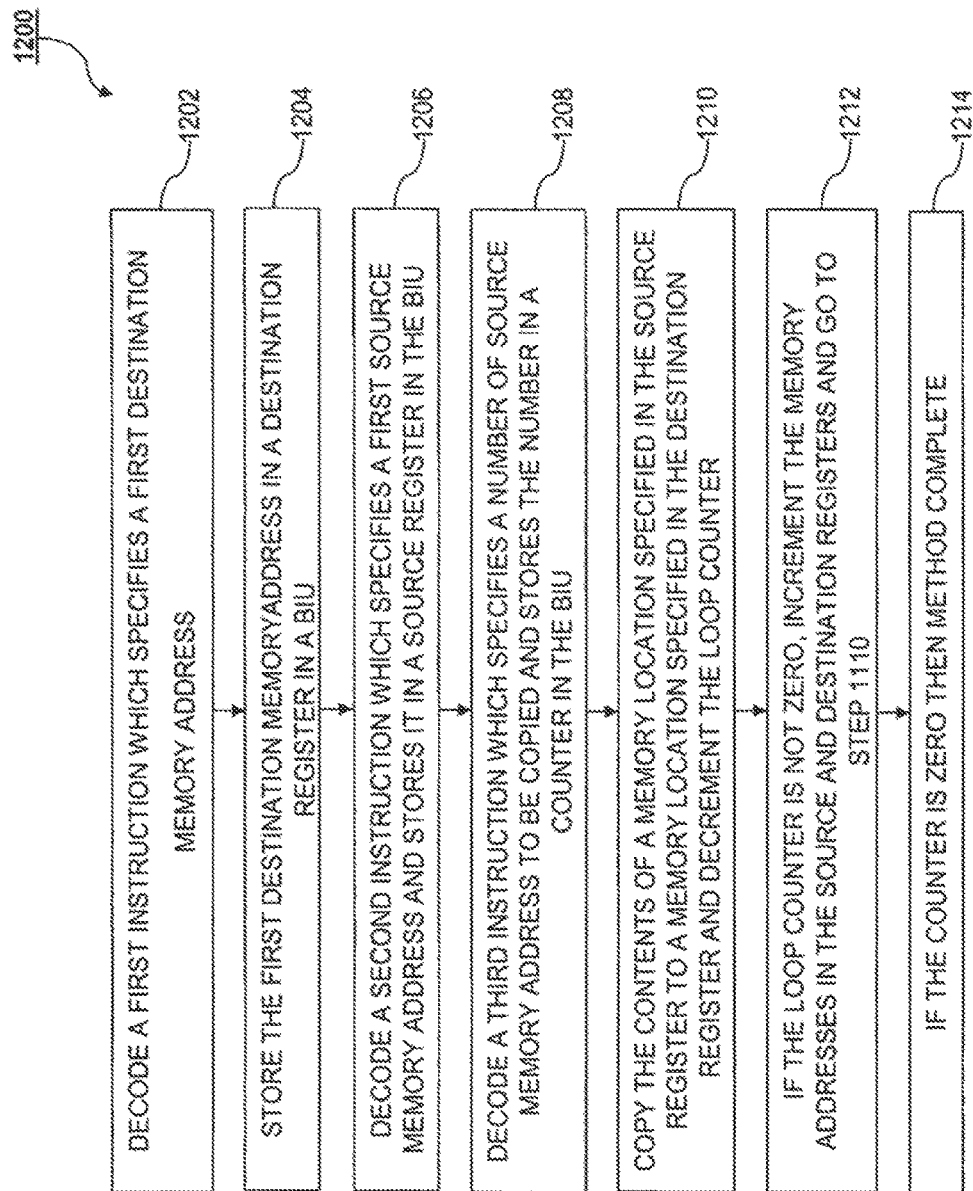 1200
DECODE A FIRST INSTRUCTION WHICH SPECIFIES A FIRST DESTINATION
MEMORY ADDRESS
1202
STORE THE FIRST DESTINATION MEMORYADDRESS IN A DESTINATION
REGISTER IN A BIU
1204
DECODE A SECOND INSTRUCTION WHICH SPECIFIES A FIRST SOURCE
MEMORY ADDRESS AND STORES IT IN A SOURCE REGISTER IN THE BIU
1206
DECODE A THIRD INSTRUCTION WHICH SPECIFIES A NUMBER OF SOURCE
MEMORY ADDRESS TO BE COPIED AND STORES THE NUMBER IN A
COUNTER IN THE BIU
1208
COPY THE CONTENTS OF A MEMORY LOCATION SPECIFIED IN THE SOURCE
REGISTER TO A MEMORY LOCATION SPECIFIED IN THE DESTINATION
REGISTER AND DECREMENT THE LOOP COUNTER
1210
IF THE LOOP COUNTER IS NOT ZERO, INCREMENT THE MEMORY
ADDRESSES IN THE SOURCE AND DESTINATION REGISTERS AND GO TO
STEP 1110
1212
IF THE COUNTER IS ZERO THEN METHOD COMPLETE
1214